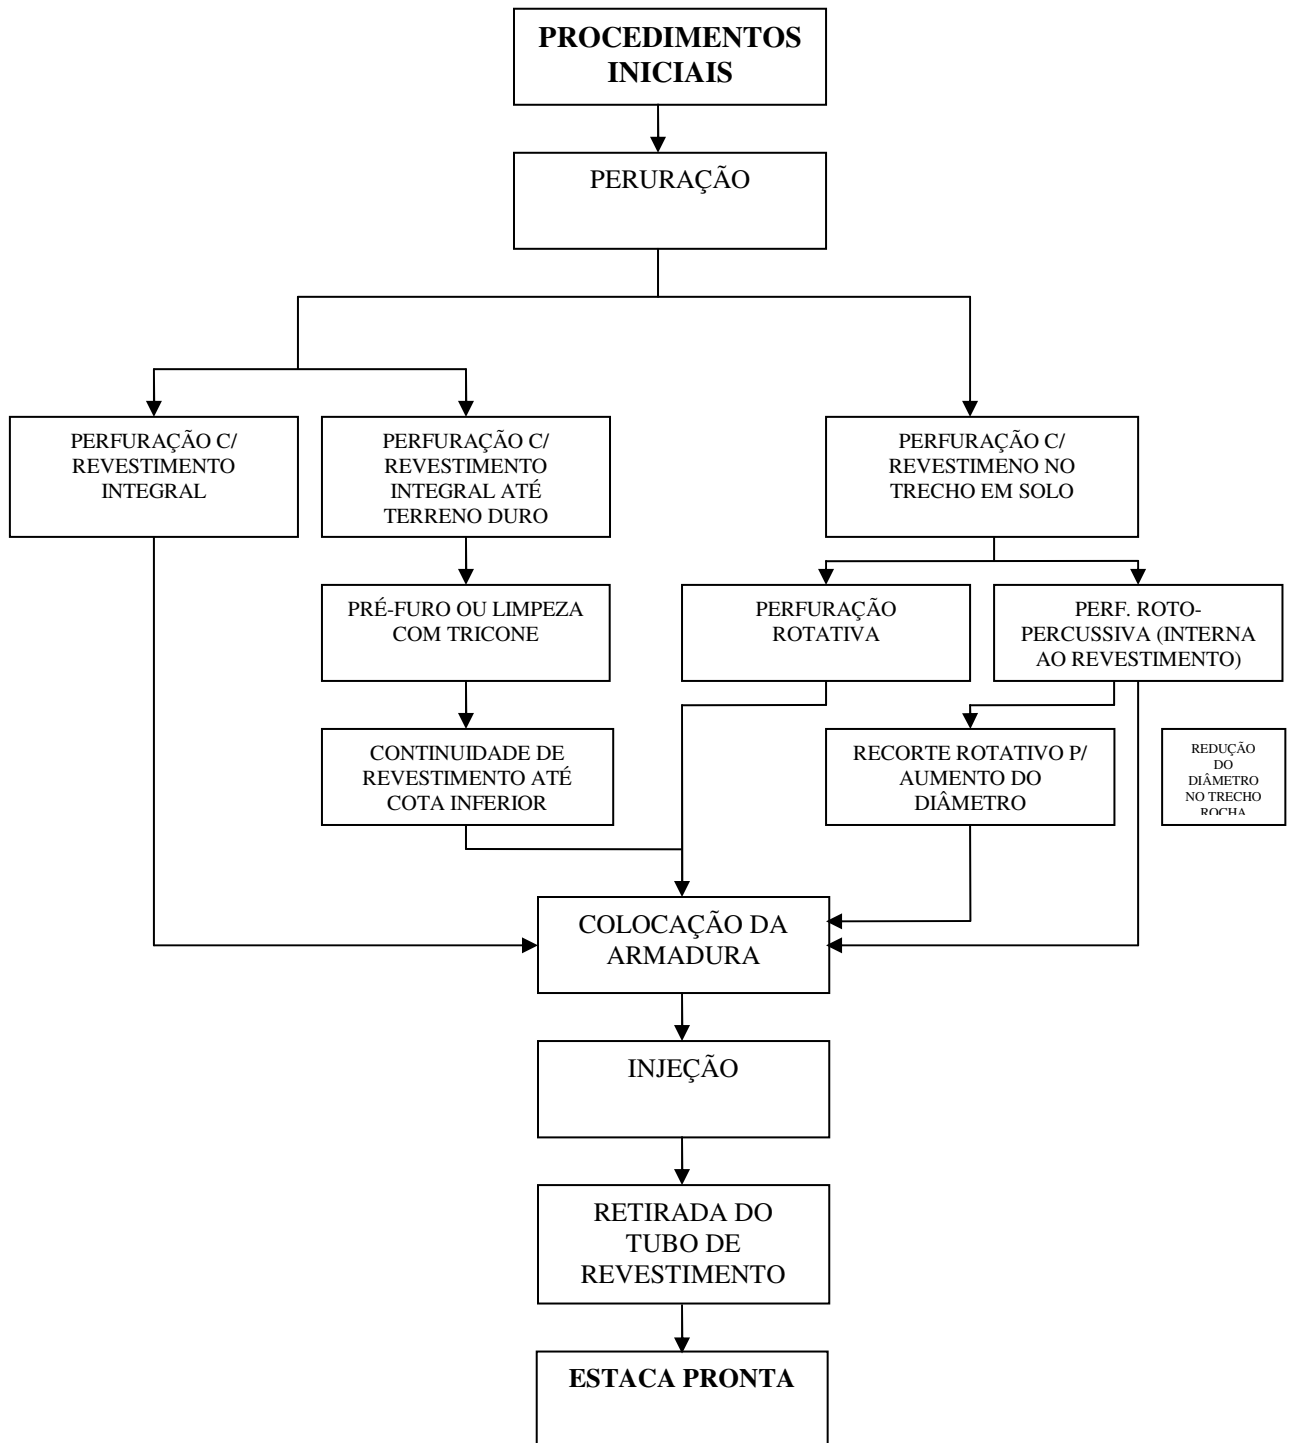 PROCEDIMENTOS
INICIAIS
PERURAÇÃO
PERFURAÇÃO C/
REVESTIMENTO
INTEGRAL
PERFURAÇÃO C/
REVESTIMENTO
INTEGRAL ATÉ
TERRENO DURO
PERFURAÇÃO C/
REVESTIMENO NO
TRECHO EM SOLO
PRÉ-FURO OU LIMPEZA
COM TRICONE
PERFURAÇÃO
ROTATIVA
PERF. ROTO-
PERCUSSIVA (INTERNA
AO REVESTIMENTO)
CONTINUIDADE DE
REVESTIMENTO ATÉ
COTA INFERIOR
RECORTE ROTATIVO P/
AUMENTO DO
DIÂMETRO
REDUÇÃO
DO
DIÂMETRO
NO TRECHO
ROCHA
COLOCAÇÃO DA
ARMADURA
INJEÇÃO
RETIRADA DO
TUBO DE
REVESTIMENTO
ESTACA PRONTA